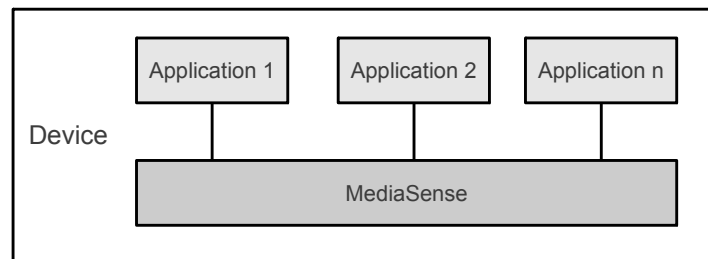 Application 1
Application 2
Application n
Device
MediaSense